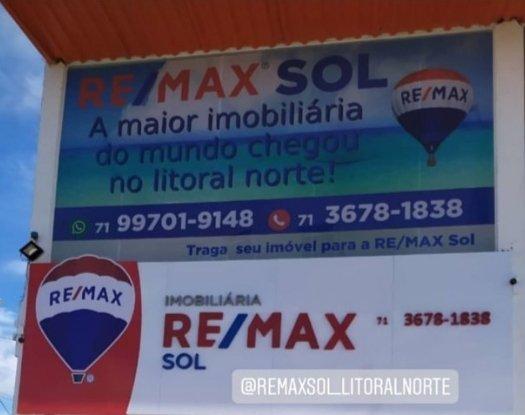 RE/MAX® SOL
A maior imobiliária
do mundo chegou
no litoral norte!
RE/MAX
71 99701-9148 71 3678-1838
Traga seu imóvel para a RE/MAX Sol
RE/MAX
IMOBILIÁRIA
RE/MAX
SOL
71 3678-1838
@REMAXSOL_LITORALNORTE